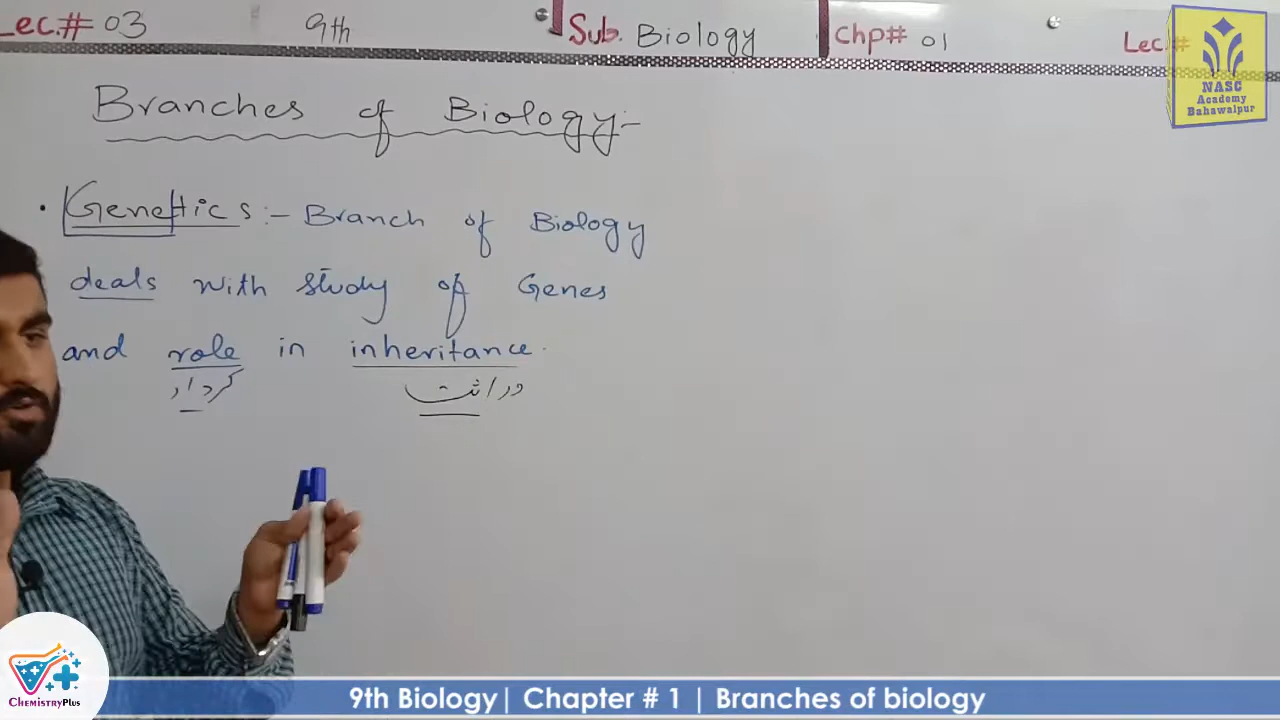 Lec.# 03 9th Sub. Biology Chp# 01 Lec.#
NASC
Academy
Bahawalpur
Branches of Biology:-
• Genetics:- Branch of Biology
deals with study of Genes
and role in inheritance.
کردار وراثت
ChemistryPlus
9th Biology| Chapter # 1 | Branches of biology